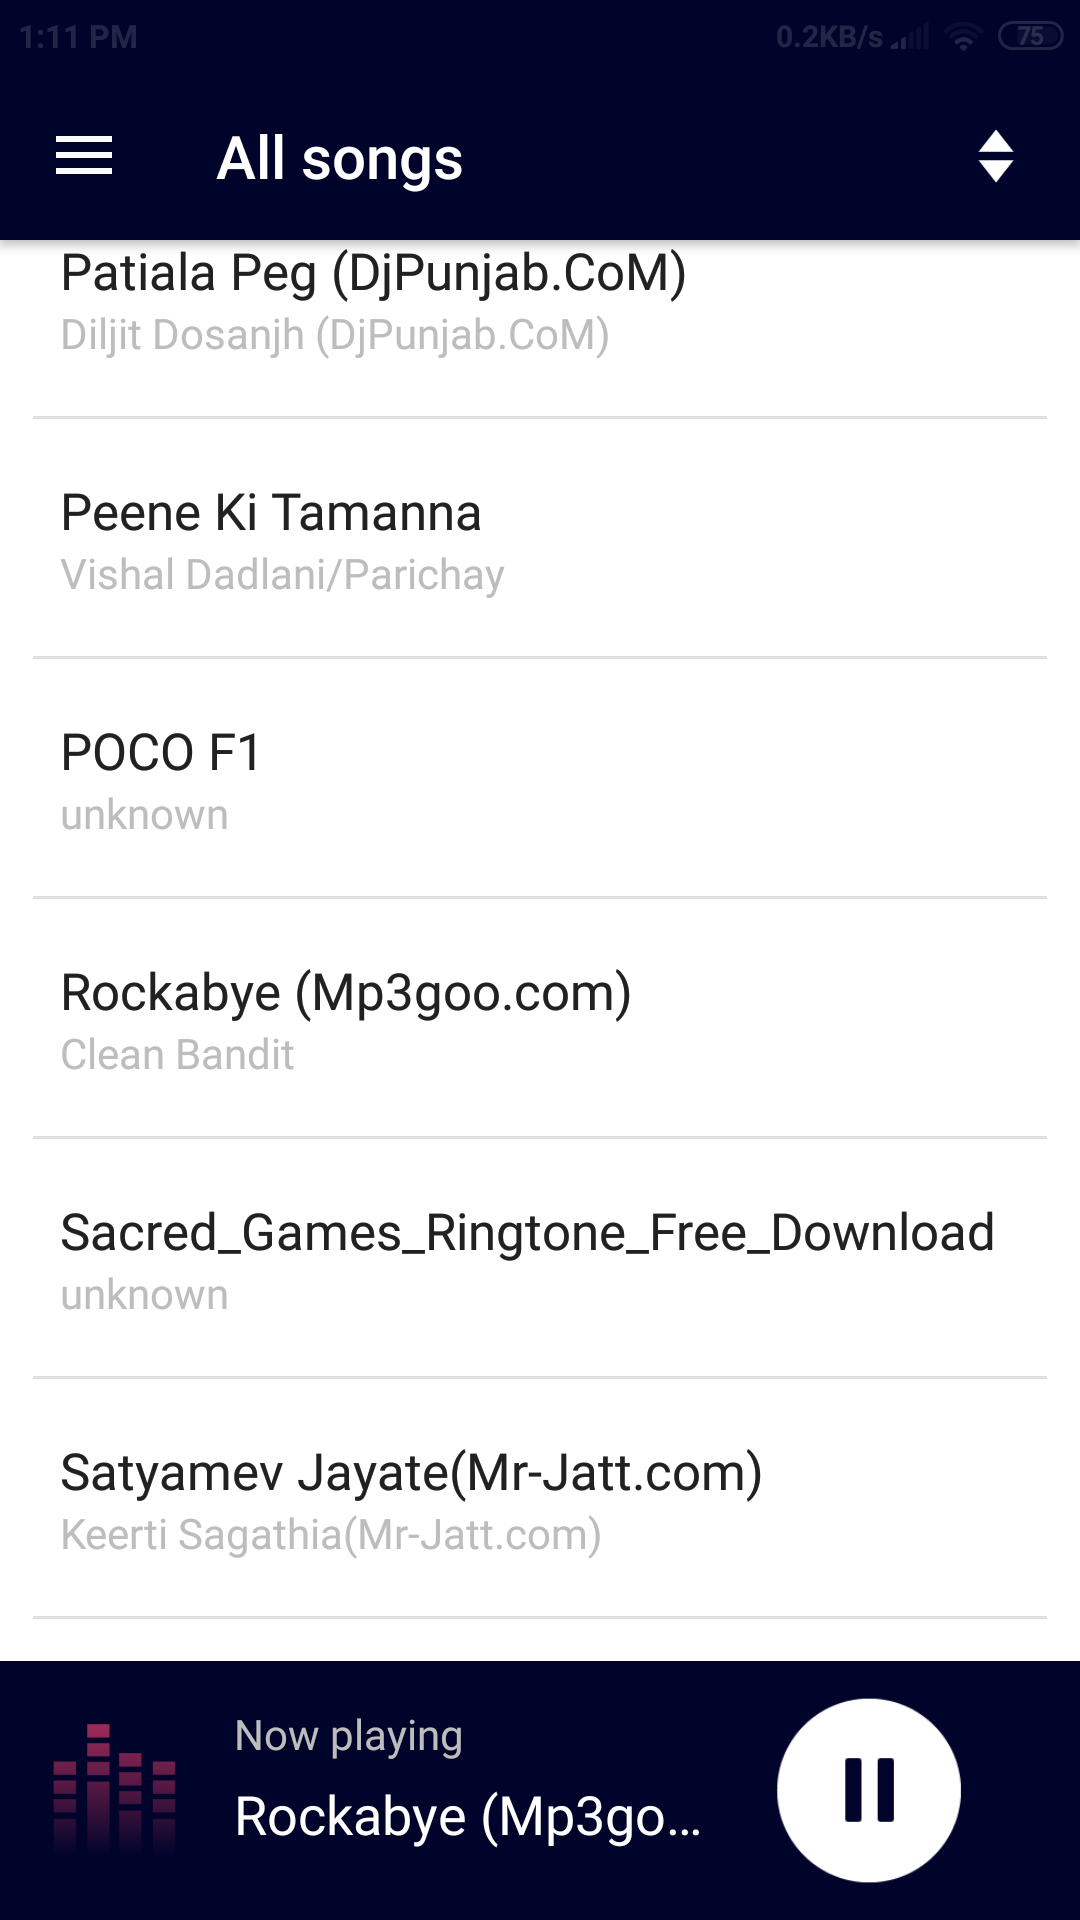 1:11 PM
0.2KB/s
75
All songs
Patiala Peg (DjPunjab.CoM)
Diljit Dosanjh (DjPunjab.CoM)
Peene Ki Tamanna
Vishal Dadlani/Parichay
POCO F1
unknown
Rockabye (Mp3goo.com)
Clean Bandit
Sacred_Games_Ringtone_Free_Download
unknown
Satyamev Jayate(Mr-Jatt.com)
Keerti Sagathia(Mr-Jatt.com)
Now playing
Rockabye (Mp3go...